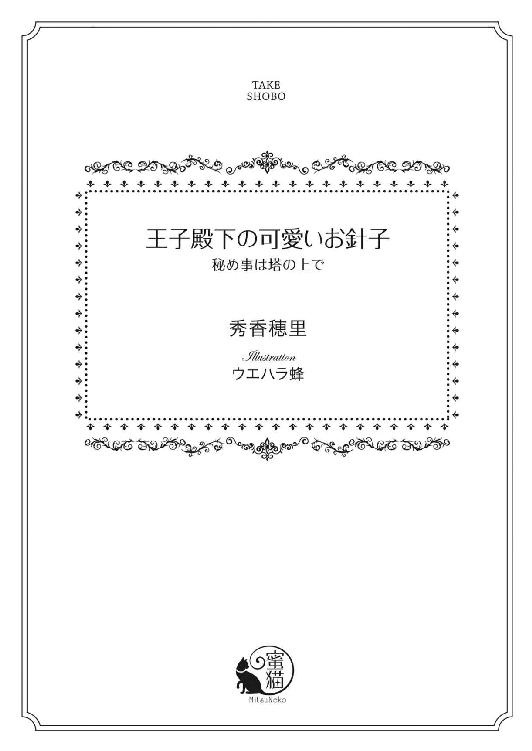 TAKE
SHOBO
王子殿下の可愛いお針子
秘め事は塔の上で
秀香穂里
Illustration
ウエハラ蜂
蜜
猫
MitsuNeko